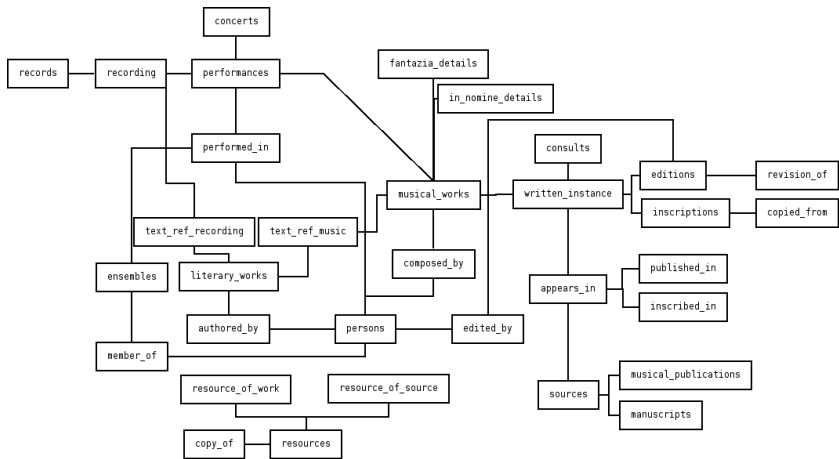 concerts
records
recording
performances
fantazia_details
in_nomine_details
performed_in
consults
musical_works
written_instance
editions
revision_of
inscriptions
copied_from
text_ref_recording
text_ref_music
composed_by
ensembles
literary_works
appears_in
published_in
inscribed_in
authored_by
persons
edited_by
member_of
resource_of_work
resource_of_source
sources
musical_publications
manuscripts
copy_of
resources